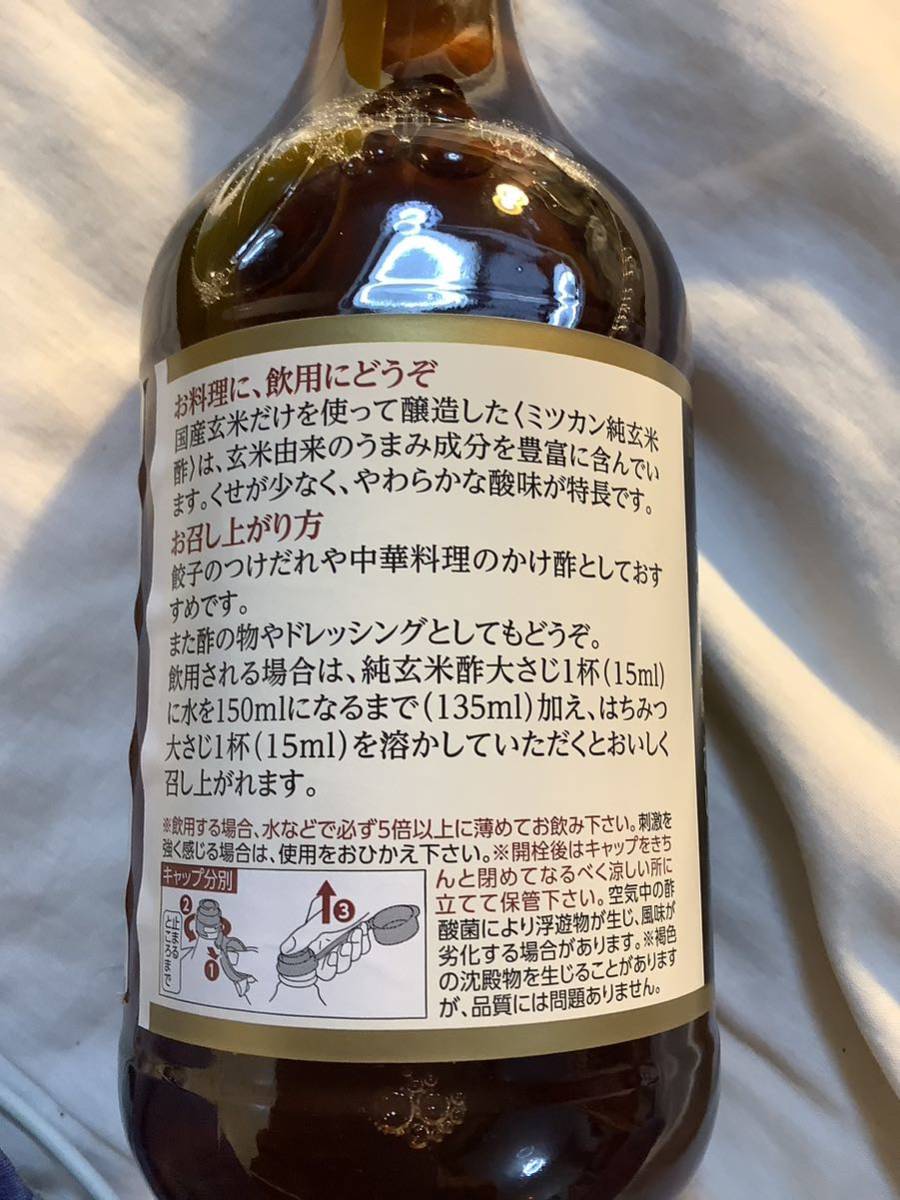 お料理に、飲用にどうぞ
国産玄米だけを使って醸造した〈ミツカン純玄米
酢〉は、玄米由来のうまみ成分を豊富に含んでい
ます。くせが少なく、やわらかな酸味が特長です。
お召し上がり方
餃子のつけだれや中華料理のかけ酢としておす
すめです。
また酢の物やドレッシングとしてもどうぞ。
飲用される場合は、純玄米酢大さじ1杯(15ml)
に水を150mlになるまで(135ml)加え、はちみつ
大さじ1杯(15ml)を溶かしていただくとおいしく
召し上がれます。
※飲用する場合、水などで必ず5倍以上に薄めてお飲み下さい。刺激を
強く感じる場合は、使用をおひかえ下さい。※開栓後はキャップをきち
んと閉めてなるべく涼しい所に
立てて保管下さい。空気中の酢
酸菌により浮遊物が生じ、風味が
劣化する場合があります。※褐色
の沈殿物を生じることがあります
が、品質には問題ありません。
キャップ分別
2
止まる
ところまで
1
3